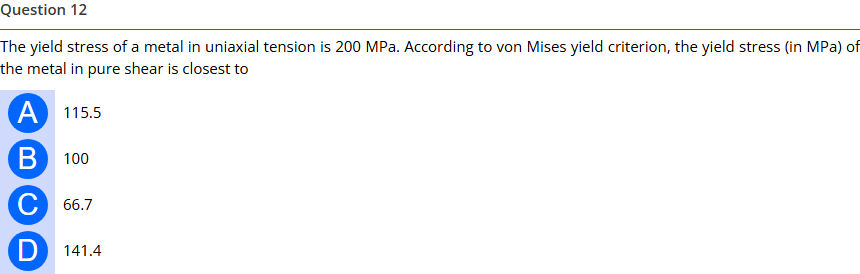 Question 12
The yield stress of a metal in uniaxial tension is 200 MPa. According to von Mises yield criterion, the yield stress (in MPa) of
the metal in pure shear is closest to
A 115.5
B 100
C 66.7
D 141.4